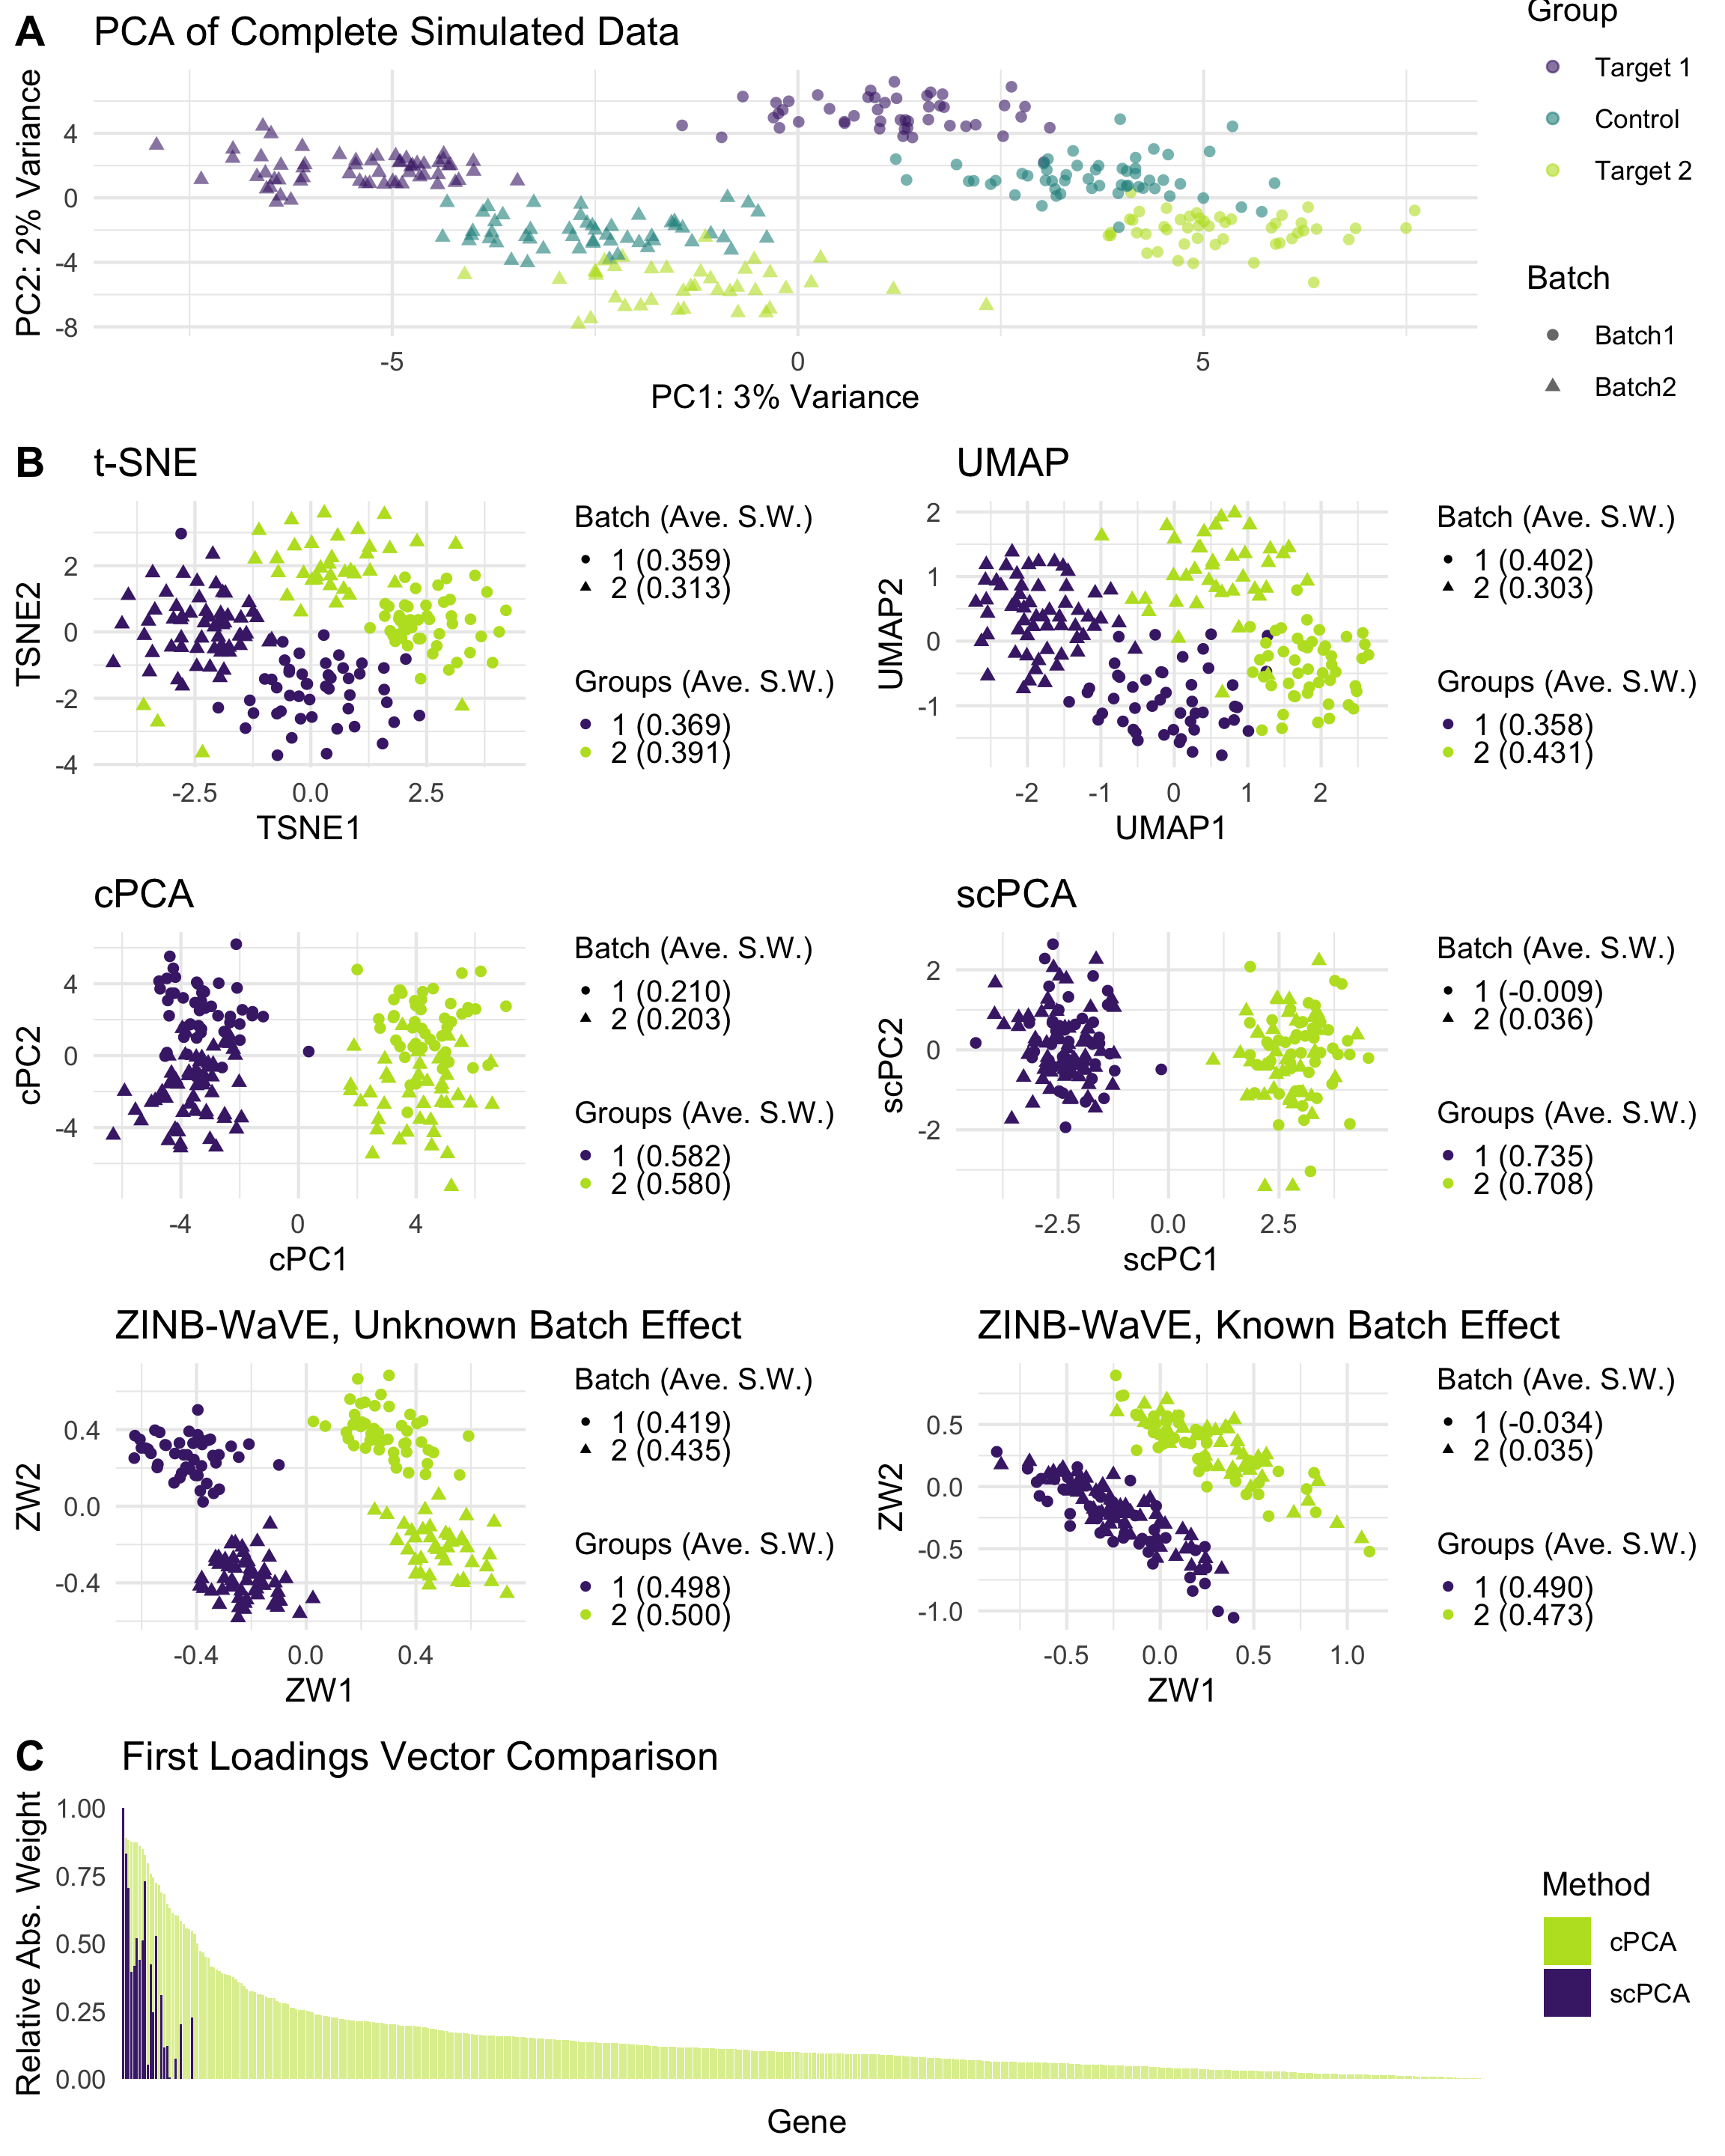 A PCA of Complete Simulated Data
PC2: 2% Variance
4
0
-4
-8
-5 0 5
PC1: 3% Variance
Group
Target 1
Control
Target 2
Batch
Batch1
Batch2
B t-SNE
TSNE2
2
0
-2
-4
-2.5 0.0 2.5
TSNE1
Batch (Ave. S.W.)
1 (0.359)
2 (0.313)
Groups (Ave. S.W.)
1 (0.369)
2 (0.391)
UMAP
UMAP2
2
1
0
-1
-2 -1 0 1 2
UMAP1
Batch (Ave. S.W.)
1 (0.402)
2 (0.303)
Groups (Ave. S.W.)
1 (0.358)
2 (0.431)
cPCA
cPC2
4
0
-4
-4 0 4
cPC1
Batch (Ave. S.W.)
1 (0.210)
2 (0.203)
Groups (Ave. S.W.)
1 (0.582)
2 (0.580)
scPCA
scPC2
2
0
-2
-2.5 0.0 2.5
scPC1
Batch (Ave. S.W.)
1 (-0.009)
2 (0.036)
Groups (Ave. S.W.)
1 (0.735)
2 (0.708)
ZINB-WaVE, Unknown Batch Effect
ZW2
0.4
0.0
-0.4
-0.4 0.0 0.4
ZW1
Batch (Ave. S.W.)
1 (0.419)
2 (0.435)
Groups (Ave. S.W.)
1 (0.498)
2 (0.500)
ZINB-WaVE, Known Batch Effect
ZW2
0.5
0.0
-0.5
-1.0
-0.5 0.0 0.5 1.0
ZW1
Batch (Ave. S.W.)
1 (-0.034)
2 (0.035)
Groups (Ave. S.W.)
1 (0.490)
2 (0.473)
C First Loadings Vector Comparison
Relative Abs. Weight
1.00
0.75
0.50
0.25
0.00
Gene
Method
cPCA
scPCA